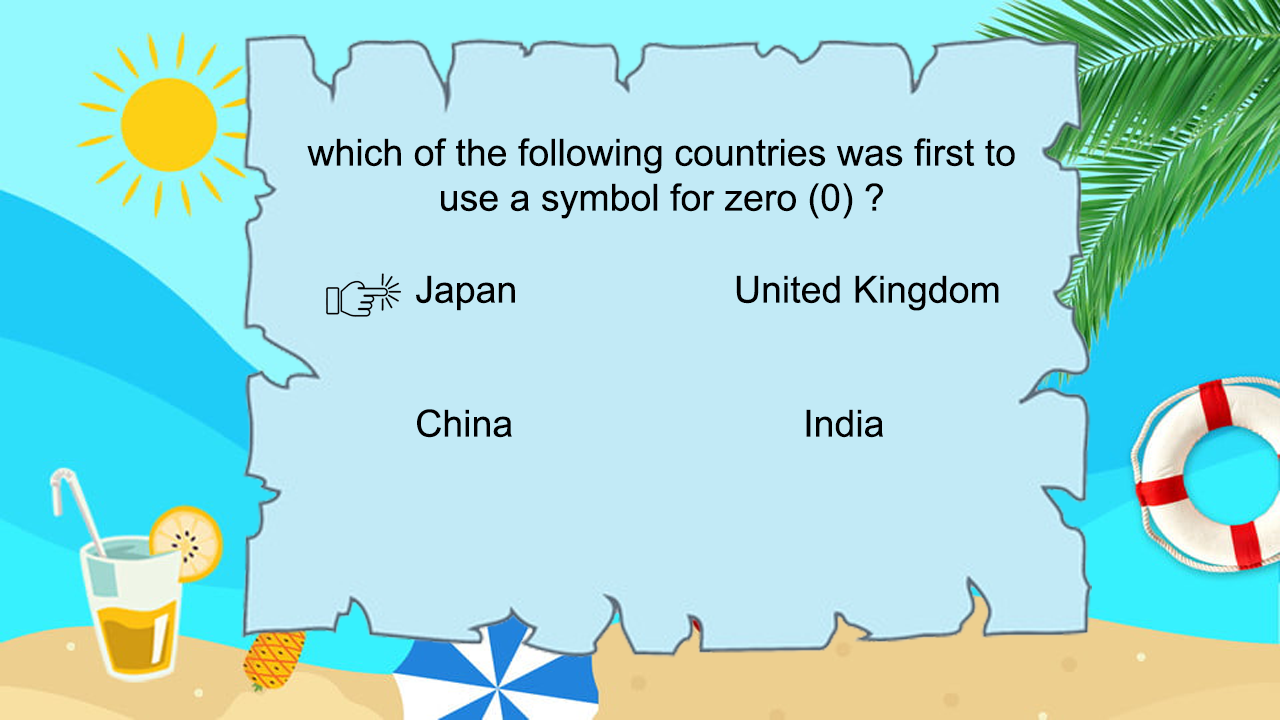 which of the following countries was first to
use a symbol for zero (0) ?
Japan
United Kingdom
China
India